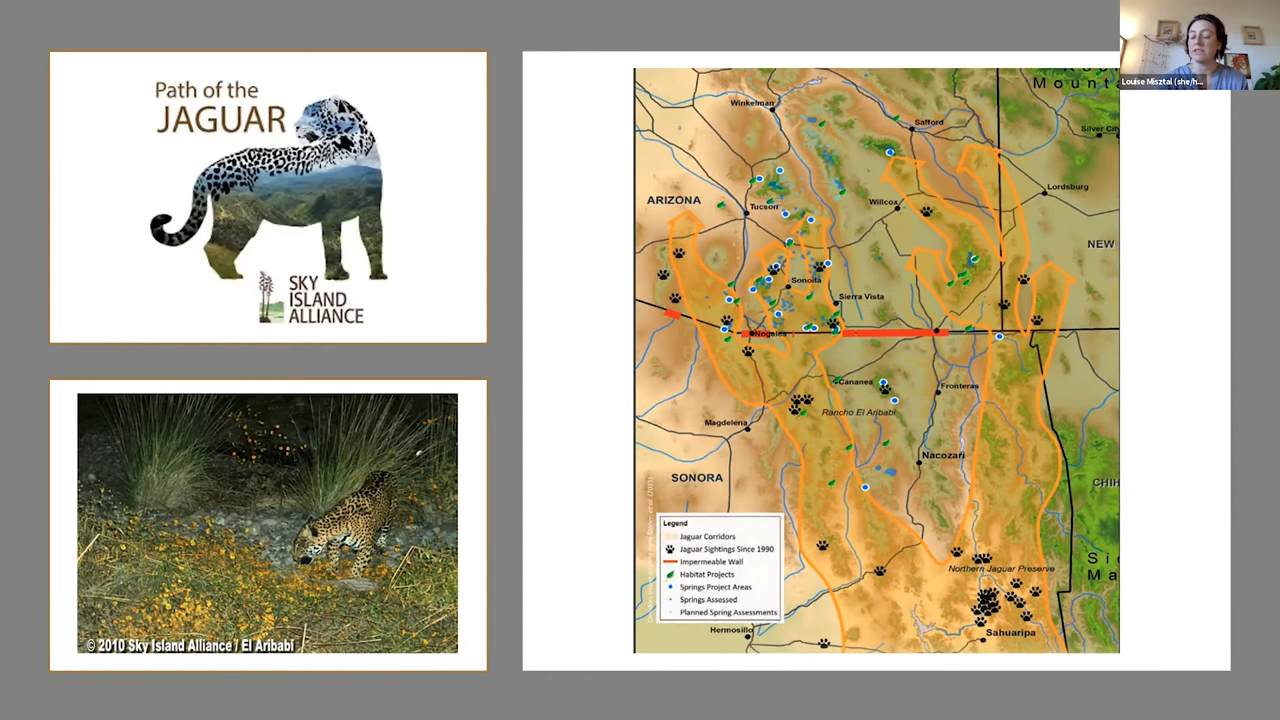 Path of the
JAGUAR
SKY
ISLAND
ALLIANCE
© 2010 Sky Island Alliance / El Aribabi
Mount
Winkelman
Safford
Silver City
ARIZONA
Tucson
Willcox
Lordsburg
NEW
Sonoita
Sierra Vista
Nogales
Cananea
Fronteras
Rancho El Aribabi
Magdelena
Nacozari
SONORA
CHIH
Legend
Jaguar Corridors
Jaguar Sightings Since 1990
Impermeable Wall
Habitat Projects
Springs Project Areas
Springs Assessed
Planned Spring Assessments
Northern Jaguar Preserve
Sie
Ma
Hermosillo
Sahuaripa
Louise Misztal (she/h...